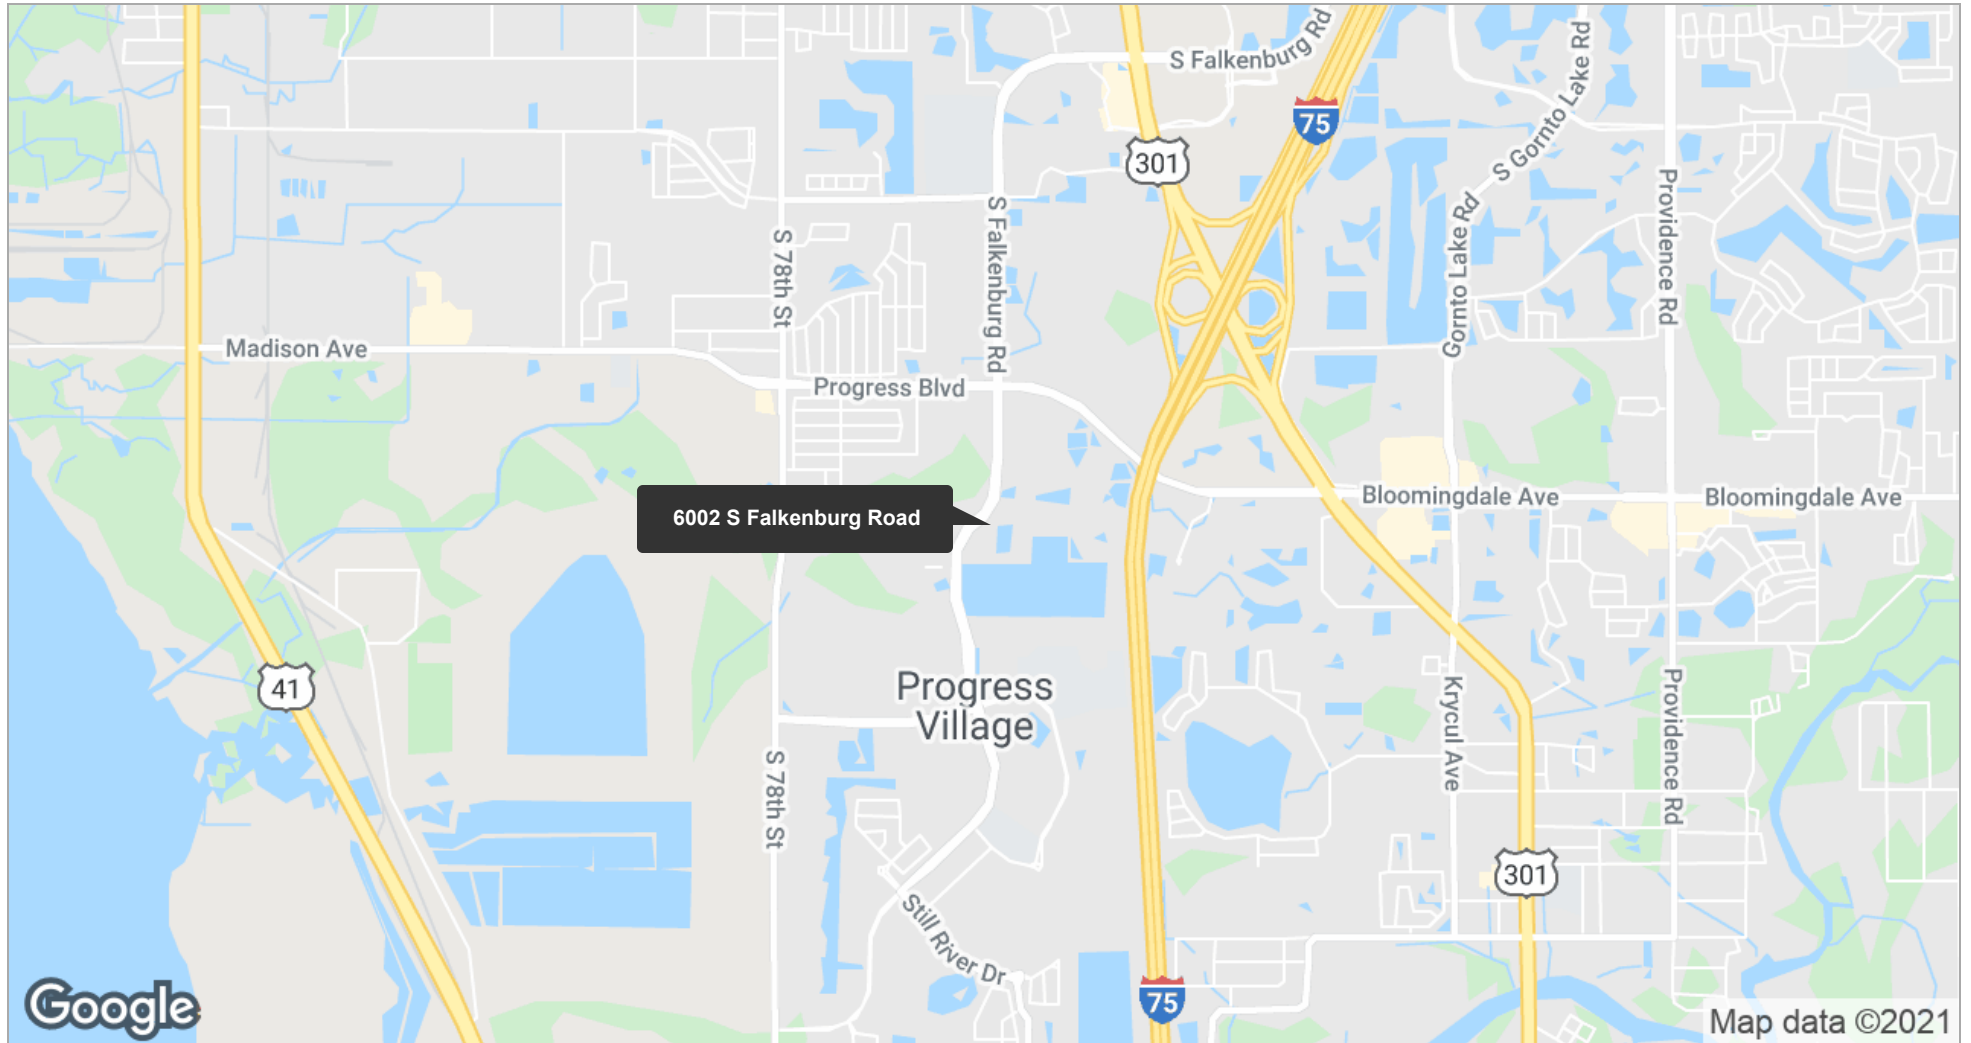 S Falkenburg Rd
S Gornto Lake Rd
75
301
Providence Rd
S Falkenburg Rd
S 78th St
Gornto Lake Rd
Madison Ave
Progress Blvd
Bloomingdale Ave
Bloomingdale Ave
6002 S Falkenburg Road
41
Progress
Village
Krycul Ave
Providence Rd
S 78th St
301
Still River Dr
75
Google
Map data ©2021